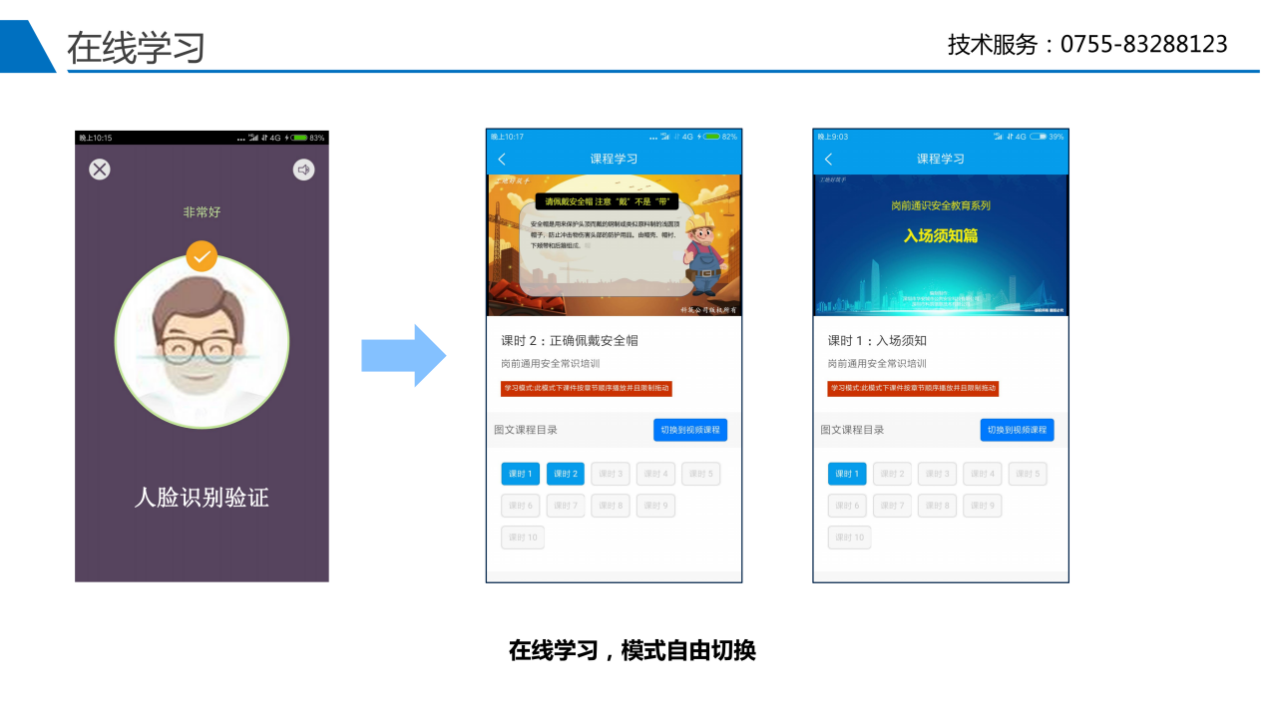 在线学习
技术服务：0755-83288123
晚上10:15
4G
83%
非常好
人脸识别验证
晚上10:17
4G
82%
课程学习
工地好段子
请佩戴安全帽 注意“戴”不是“带”
课时 2：正确佩戴安全帽
岗前通用安全常识培训
学习模式:此模式下课件按章节顺序播放并且限制拖动
图文课程目录
切换到视频课程
课时 1
课时 2
课时 3
课时 4
课时 5
课时 6
课时 7
课时 8
课时 9
课时 10
晚上9:03
4G
39%
课程学习
岗前通识安全教育系列
入场须知篇
课时 1：入场须知
岗前通用安全常识培训
学习模式:此模式下课件按章节顺序播放并且限制拖动
图文课程目录
切换到视频课程
课时 1
课时 2
课时 3
课时 4
课时 5
课时 6
课时 7
课时 8
课时 9
课时 10
在线学习，模式自由切换